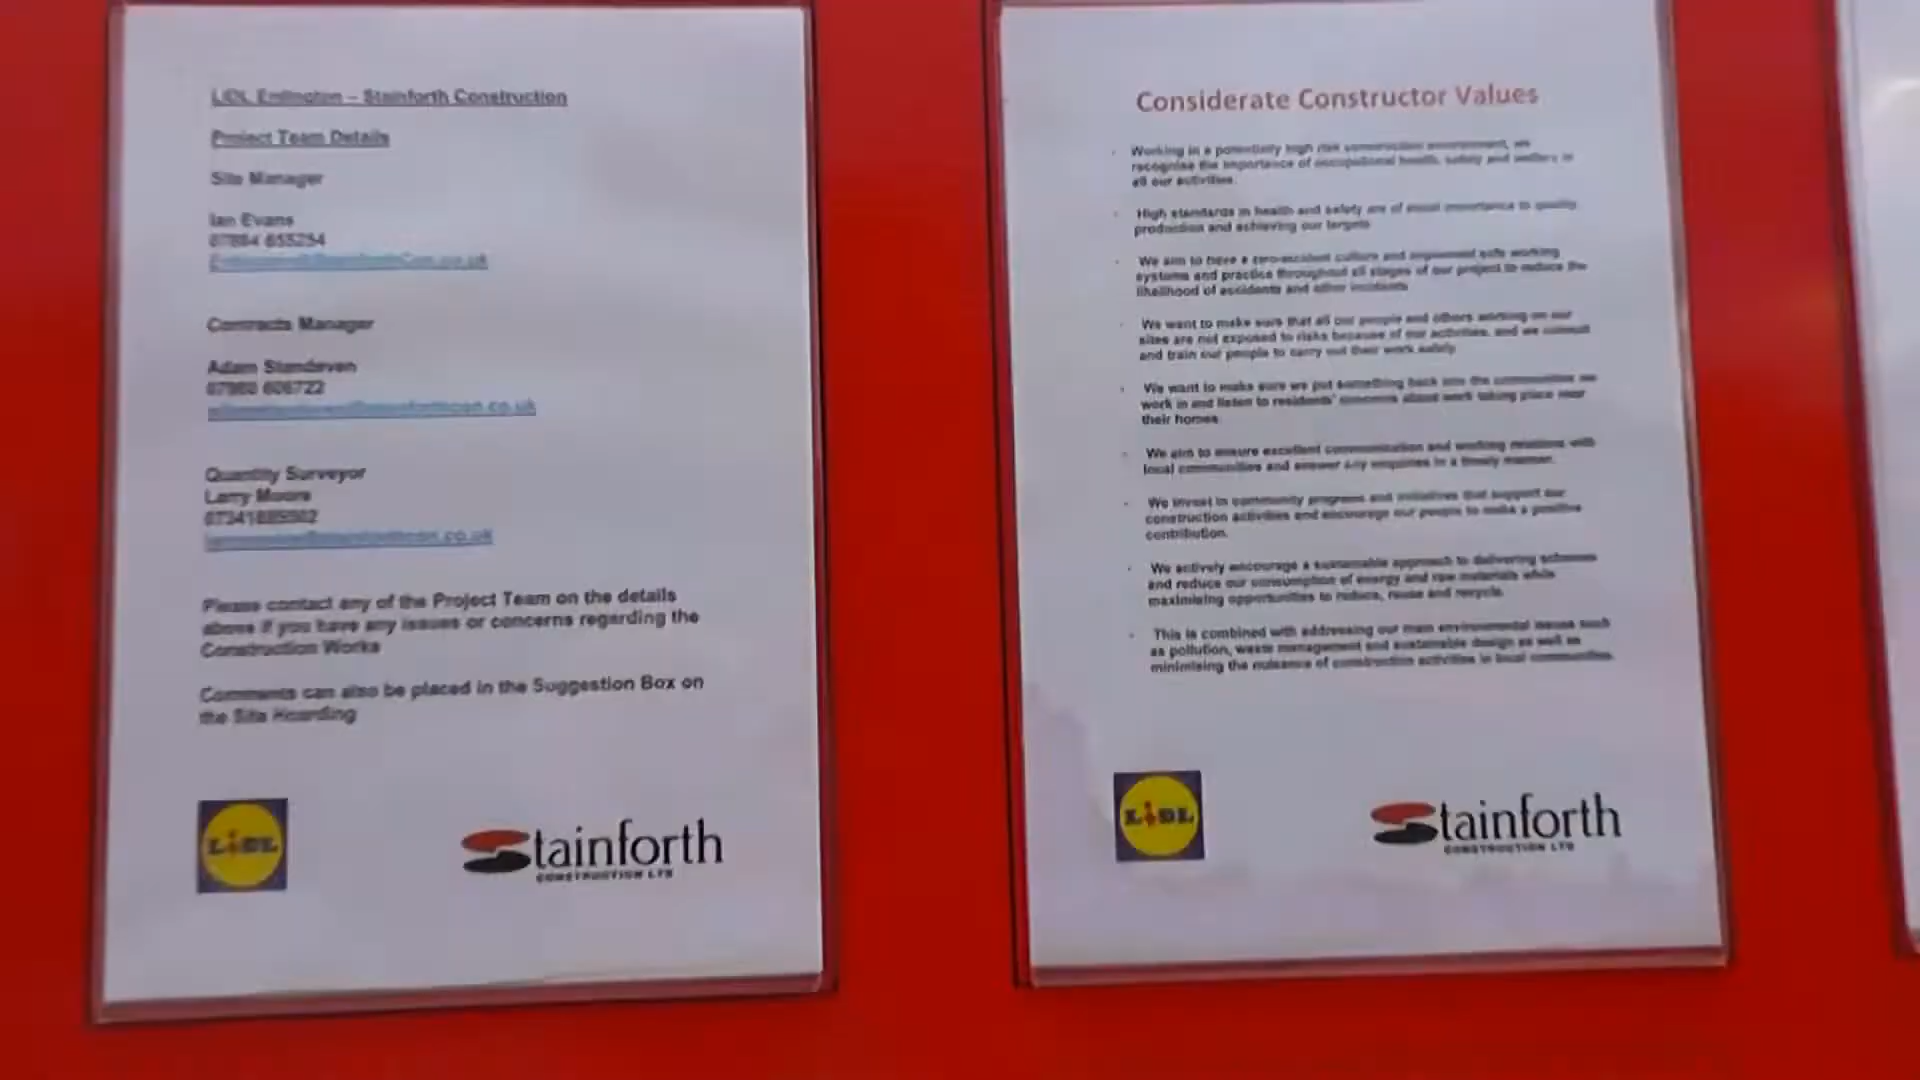 LIDL Erdington – Stainforth Construction
Project Team Details
Site Manager
Ian Evans
Contracts Manager
Adam Standeven
Quantity Surveyor
Larry Moore
Please contact any of the Project Team on the details
above if you have any issues or concerns regarding the
Construction Works
Comments can also be placed in the Suggestion Box on
the Site Hoarding
LiDL
Stainforth
CONSTRUCTION LTD
Considerate Constructor Values
Working in a potentially high risk construction environment, we
recognise the importance of occupational health, safety and welfare in
all our activities.
High standards in health and safety are of equal importance to quality
production and achieving our targets
We aim to have a zero-accident culture and implement safe working
systems and practice throughout all stages of our project to reduce the
likelihood of accidents and other incidents
We want to make sure that all our people and others working on our
sites are not exposed to risks because of our activities, and we consult
and train our people to carry out their work safely
We want to make sure we put something back into the communities we
work in and listen to residents' concerns about work taking place near
their homes
We aim to ensure excellent communication and working relations with
local communities and answer any enquiries in a timely manner.
We invest in community programs and initiatives that support our
construction activities and encourage our people to make a positive
contribution.
We actively encourage a sustainable approach to delivering schemes
and reduce our consumption of energy and raw materials while
maximising opportunities to reduce, reuse and recycle
This is combined with addressing our main environmental issues such
as pollution, waste management and sustainable design as well as
minimising the nuisance of construction activities in local communities.
LiDL
Stainforth
CONSTRUCTION LTD